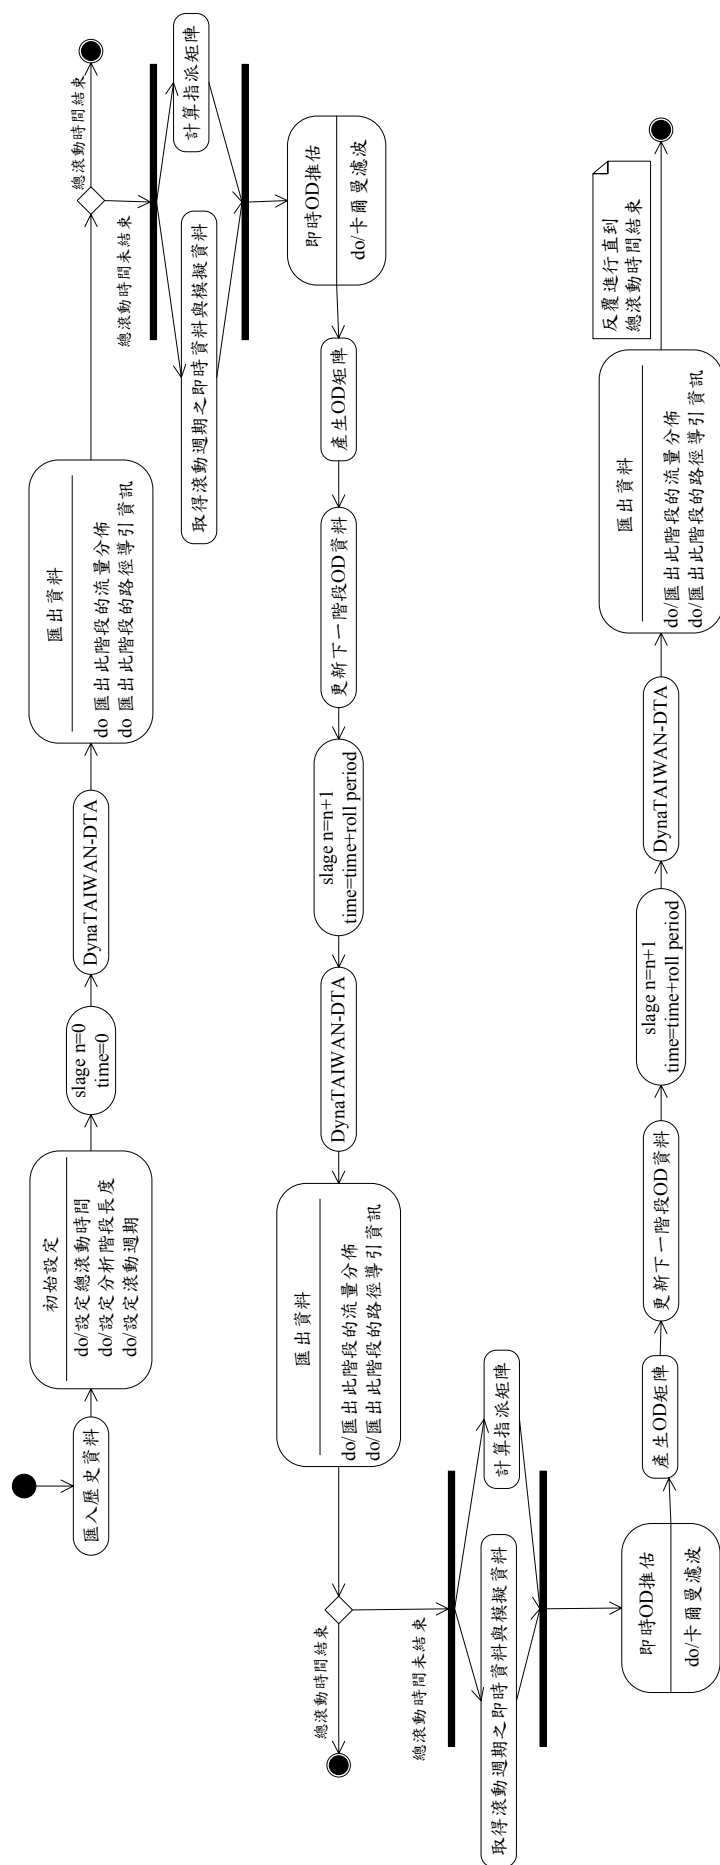 匯入歷史資料
初始設定
do/設定總滾動時間
do/設定分析階段長度
do/設定滾動週期
slage n=0
time=0
DynaTAIWAN-DTA
匯出資料
do 匯出此階段的流量分佈
do 匯出此階段的路徑導引資訊
總滾動時間結束
總滾動時間未結束
計算指派矩陣
取得滾動週期之即時資料與模擬資料
即時OD推估
do/卡爾曼濾波
產生OD矩陣
更新下一階段OD資料
slage n=n+1
time=time+roll period
DynaTAIWAN-DTA
匯出資料
do/匯出此階段的流量分佈
do/匯出此階段的路徑導引資訊
總滾動時間結束
總滾動時間未結束
計算指派矩陣
取得滾動週期之即時資料與模擬資料
即時OD推估
do/卡爾曼濾波
產生OD矩陣
更新下一階段OD資料
slage n=n+1
time=time+roll period
DynaTAIWAN-DTA
匯出資料
do/匯出此階段的流量分佈
do/匯出此階段的路徑導引資訊
反覆進行直到
總滾動時間結束